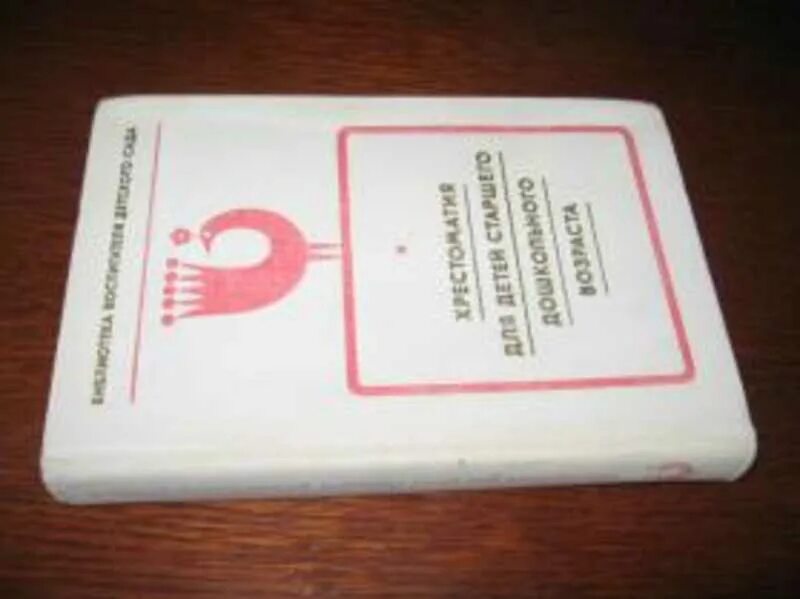 БИБЛИОТЕКА ВОСПИТАТЕЛЯ ДЕТСКОГО САДА
ХРЕСТОМАТИЯ
ДЛЯ ДЕТЕЙ СТАРШЕГО
ДОШКОЛЬНОГО
ВОЗРАСТА